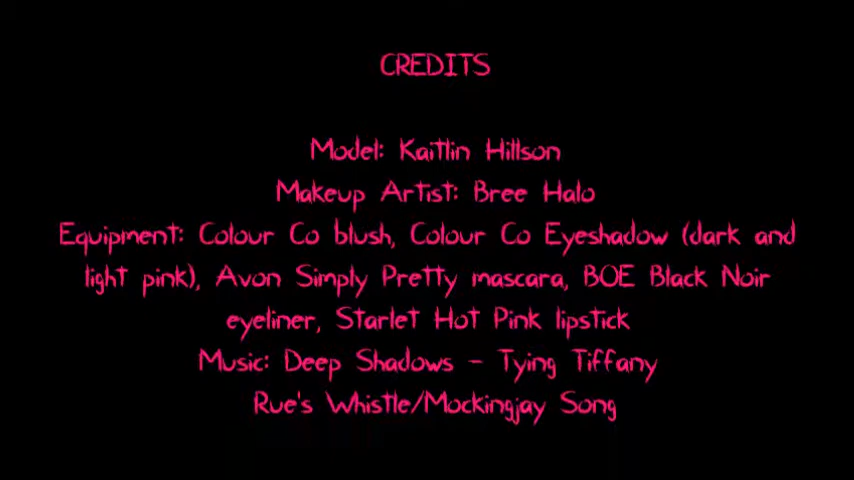 CREDITS
Model: Kaitlin Hillson
Makeup Artist: Bree Halo
Equipment: Colour Co blush, Colour Co Eyeshadow (dark and
light pink), Avon Simply Pretty mascara, BOE Black Noir
eyeliner, Starlet Hot Pink lipstick
Music: Deep Shadows - Tying Tiffany
Rue's Whistle/Mockingjay Song